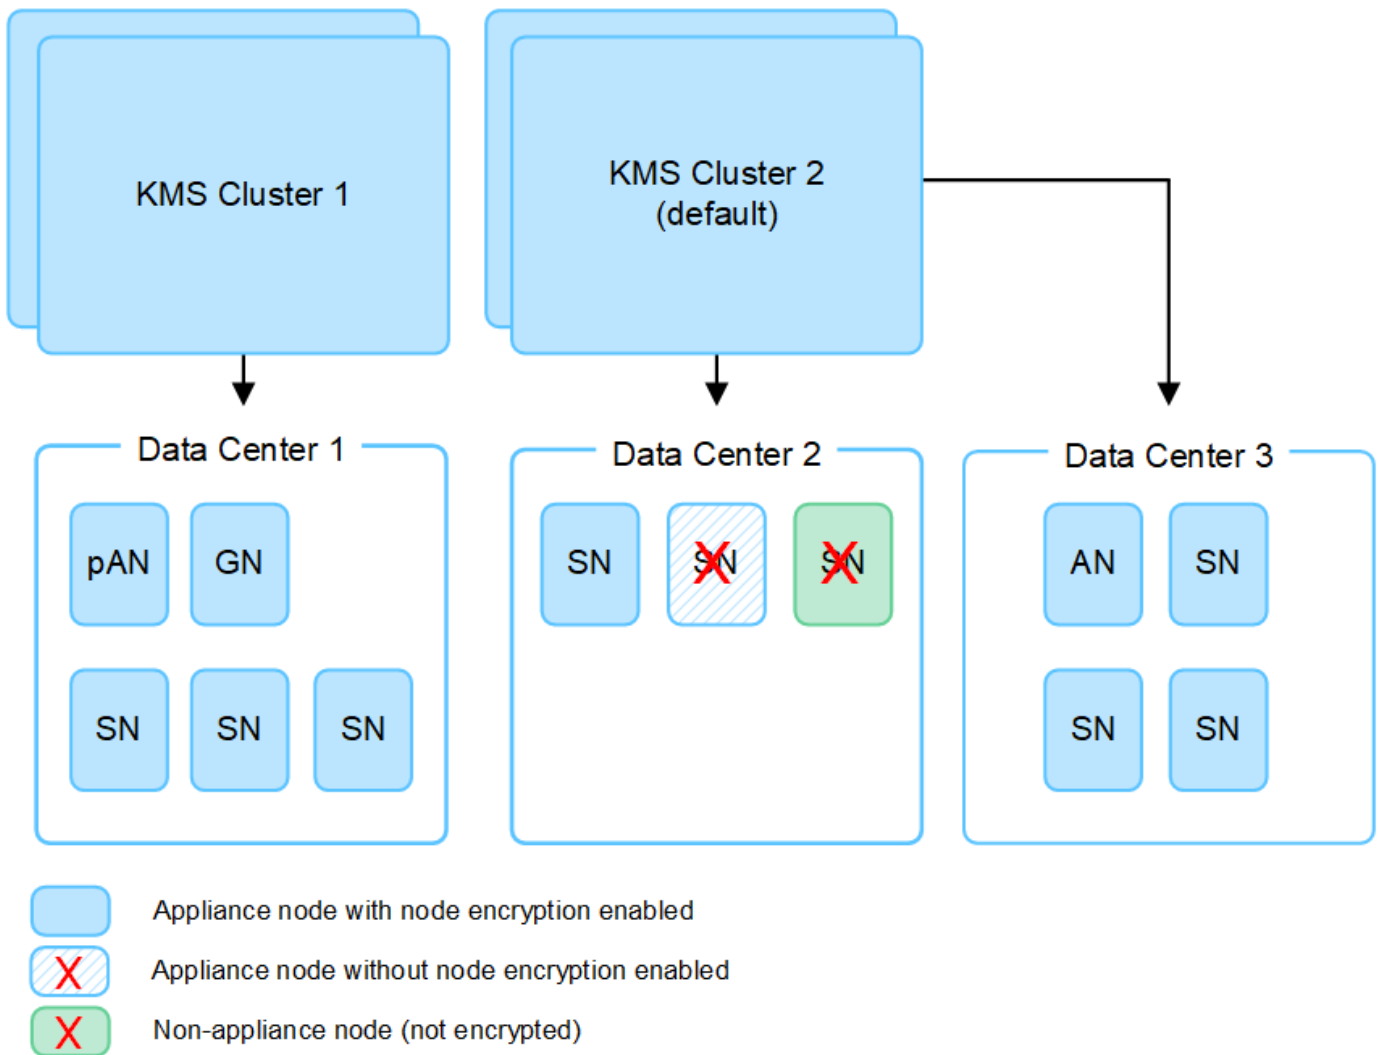 KMS Cluster 1
KMS Cluster 2
(default)
Data Center 1
pAN
GN
SN
SN
SN
Data Center 2
SN
SN
X
SN
X
Data Center 3
AN
SN
SN
SN
Appliance node with node encryption enabled
X
Appliance node without node encryption enabled
X
Non-appliance node (not encrypted)